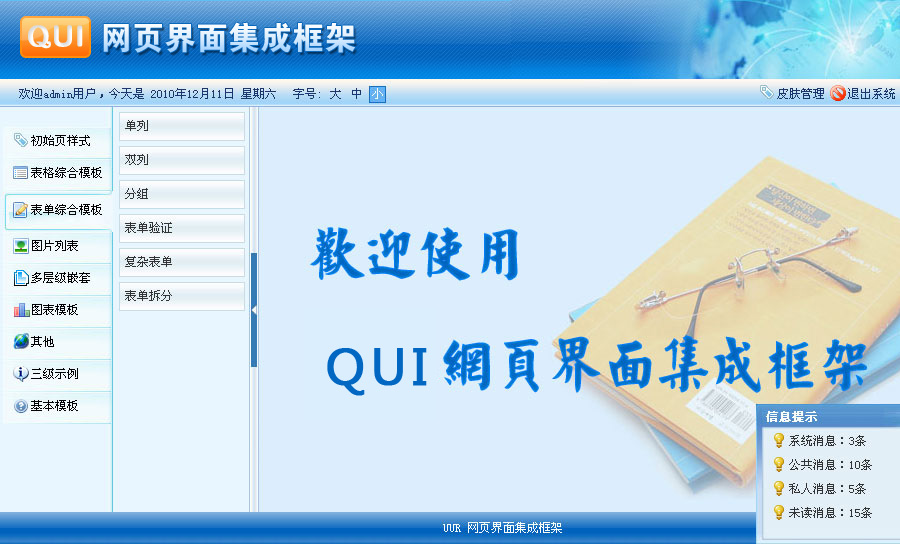 QUI 网页界面集成框架
欢迎admin用户，今天是 2010年12月11日 星期六 字号: 大 中 小 皮肤管理 退出系统
初始页样式
表格综合模板
表单综合模板
图片列表
多层级嵌套
图表模板
其他
三级示例
基本模板
单列
双列
分组
表单验证
复杂表单
表单拆分
歡迎使用
QUI 網頁界面集成框架
信息提示
系统消息：3条
公共消息：10条
私人消息：5条
未读消息：15条
UUR 网页界面集成框架